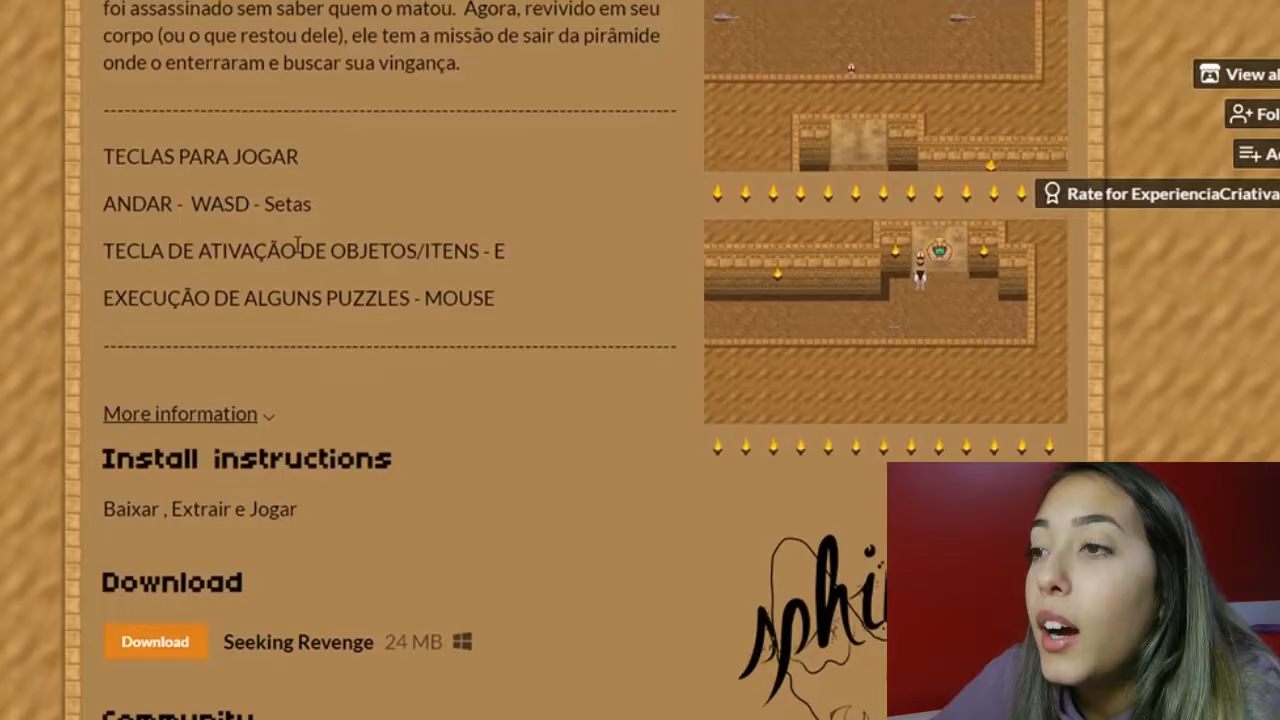 foi assassinado sem saber quem o matou. Agora, revivido em seu
corpo (ou o que restou dele), ele tem a missão de sair da pirâmide
onde o enterraram e buscar sua vingança.
TECLAS PARA JOGAR
ANDAR - WASD - Setas
TECLA DE ATIVAÇÃO DE OBJETOS/ITENS - E
EXECUÇÃO DE ALGUNS PUZZLES - MOUSE
More information
Install instructions
Baixar , Extrair e Jogar
Download
Download Seeking Revenge 24 MB
Community
View al
Fol
Rate for ExperienciaCriativa